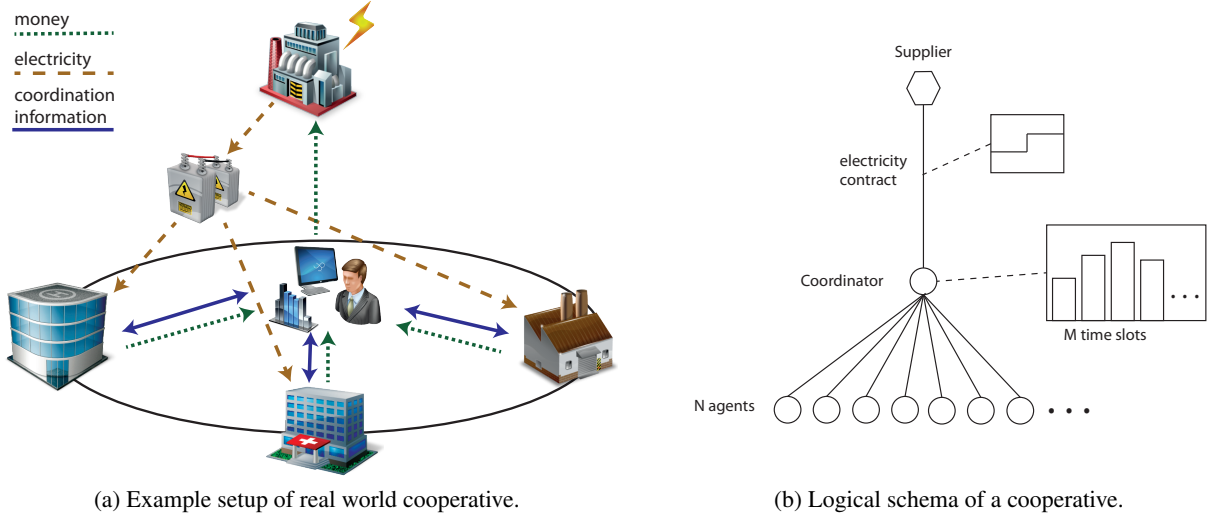 money
electricity
coordination
information
(a) Example setup of real world cooperative.
Supplier
electricity
contract
Coordinator
M time slots
N agents
(b) Logical schema of a cooperative.